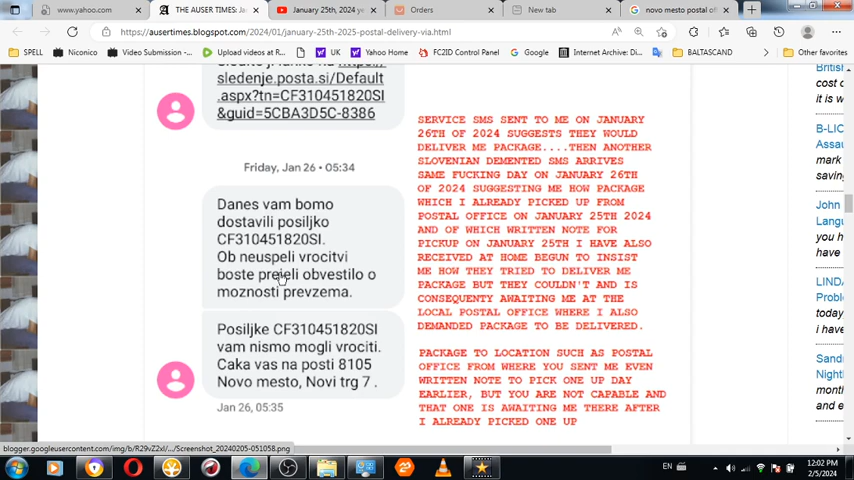 www.yahoo.com
THE AUSER TIMES: JA
January 25th, 2024 ye
Orders
New tab
novo mesto postal of
https://ausertimes.blogspot.com/2024/01/january-25th-2025-postal-delivery-via.html
SPELL
Niconico
Video Submission -...
Upload videos at R...
UK
Yahoo Home
FC2ID Control Panel
Google
Internet Archive: Di...
BALTASCAND
Other favorites
sledenje.posta.si/Default
.aspx?tn=CF310451820SI
&guid=5CBA3D5C-8386
Friday, Jan 26 • 05:34
Danes vam bomo
dostavili posiljko
CF310451820SI.
Ob neuspeli vrocitvi
boste prejeli obvestilo o
moznosti prevzema.
Posiljke CF310451820SI
vam nismo mogli vrociti.
Caka vas na posti 8105
Novo mesto, Novi trg 7 .
Jan 26, 05:35
SERVICE SMS SENT TO ME ON JANUARY
26TH OF 2024 SUGGESTS THEY WOULD
DELIVER ME PACKAGE....THEN ANOTHER
SLOVENIAN DEMENTED SMS ARRIVES
SAME FUCKING DAY ON JANUARY 26TH
OF 2024 SUGGESTING ME HOW PACKAGE
WHICH I ALREADY PICKED UP FROM
POSTAL OFFICE ON JANUARY 25TH 2024
AND OF WHICH WRITTEN NOTE FOR
PICKUP ON JANUARY 25TH I HAVE ALSO
RECEIVED AT HOME BEGUN TO INSIST
ME HOW THEY TRIED TO DELIVER ME
PACKAGE BUT THEY COULDN'T AND IS
CONSEQUENTY AWAITING ME AT THE
LOCAL POSTAL OFFICE WHERE I ALSO
DEMANDED PACKAGE TO BE DELIVERED.
PACKAGE TO LOCATION SUCH AS POSTAL
OFFICE FROM WHERE YOU SENT ME EVEN
WRITTEN NOTE TO PICK ONE UP DAY
EARLIER, BUT YOU ARE NOT CAPABLE AND
THAT ONE IS AWAITING ME THERE AFTER
I ALREADY PICKED ONE UP
British
cost o
it is w
B-LIC
Assau
mark
saving
John
Langu
you h
have
LINDA
Proble
today
i have
Sandr
Nightl
month
and e
blogger.googleusercontent.com/img/b/R29vZ2xl/.../Screenshot_20240205-051058.png
EN
12:02 PM
2/5/2024